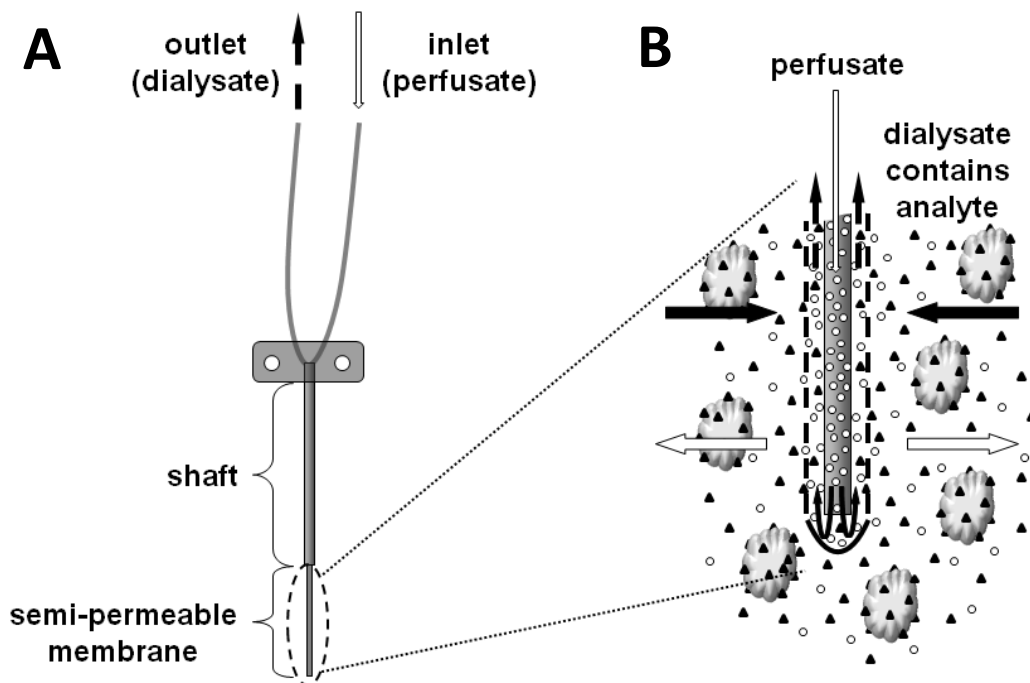 A
outlet
(dialysate)
inlet
(perfusate)
shaft
semi-permeable
membrane
B
perfusate
dialysate
contains
analyte